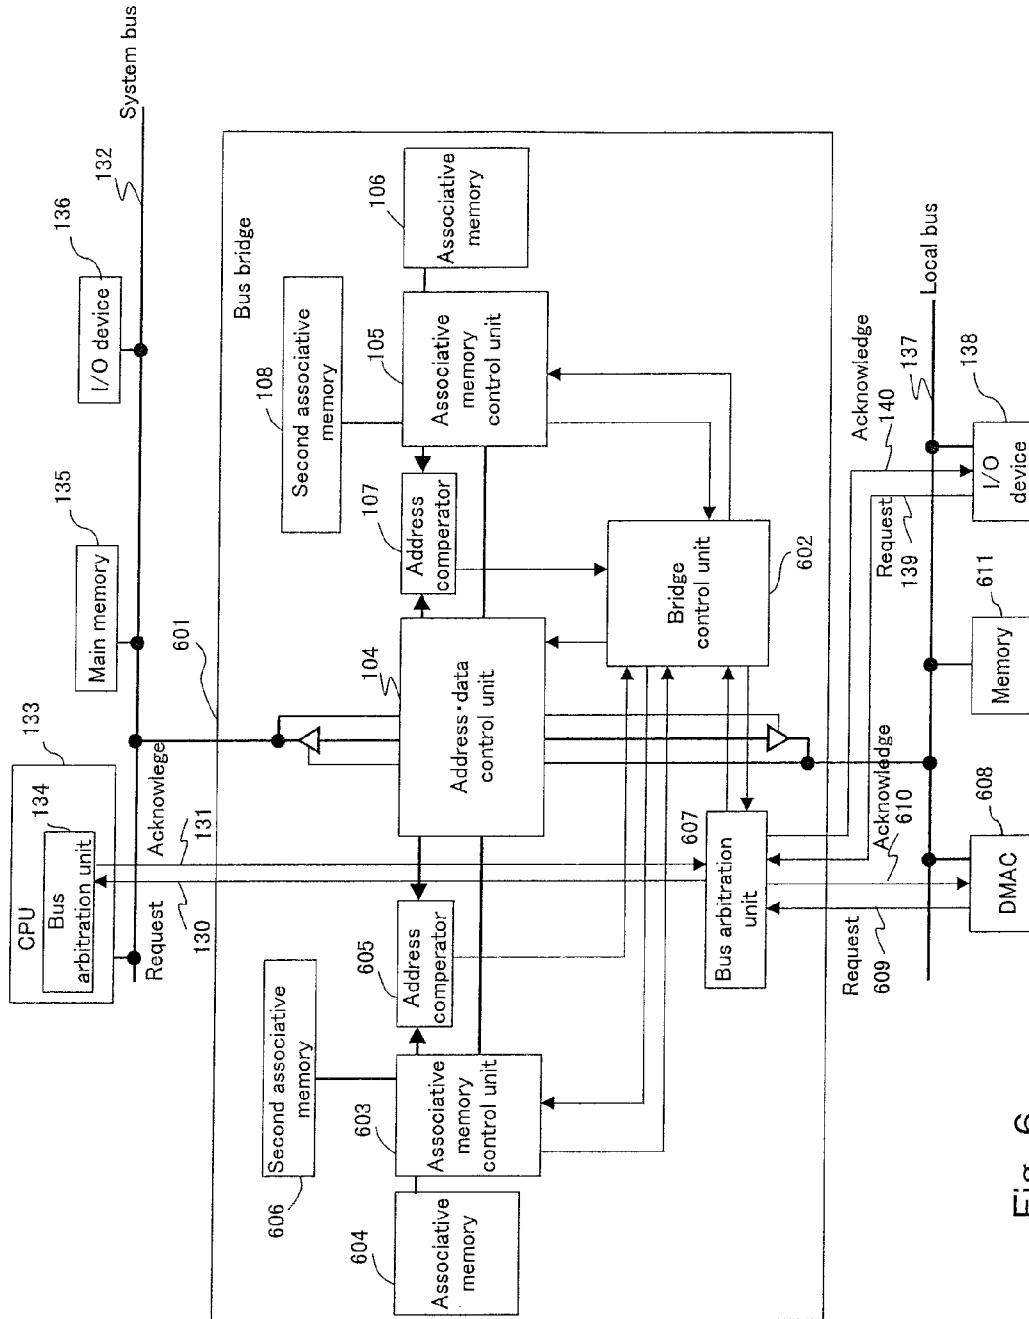 CPU
133
Bus
arbitration unit
134
Request
130
Acknowlege
131
Main memory
135
I/O device
136
132
System bus
601
Bus bridge
Second associative
memory
606
Associative
memory
604
Associative
memory
control unit
603
Address
comperator
605
Address・data
control unit
104
Address
comperator
107
Second associative
memory
108
Associative
memory
control unit
105
Associative
memory
106
Bridge
control unit
602
Bus arbitration
unit
607
Request
609
Acknowledge
610
DMAC
608
Memory
611
Request
139
Acknowledge
140
I/O
device
138
137
Local bus
Fig. 6